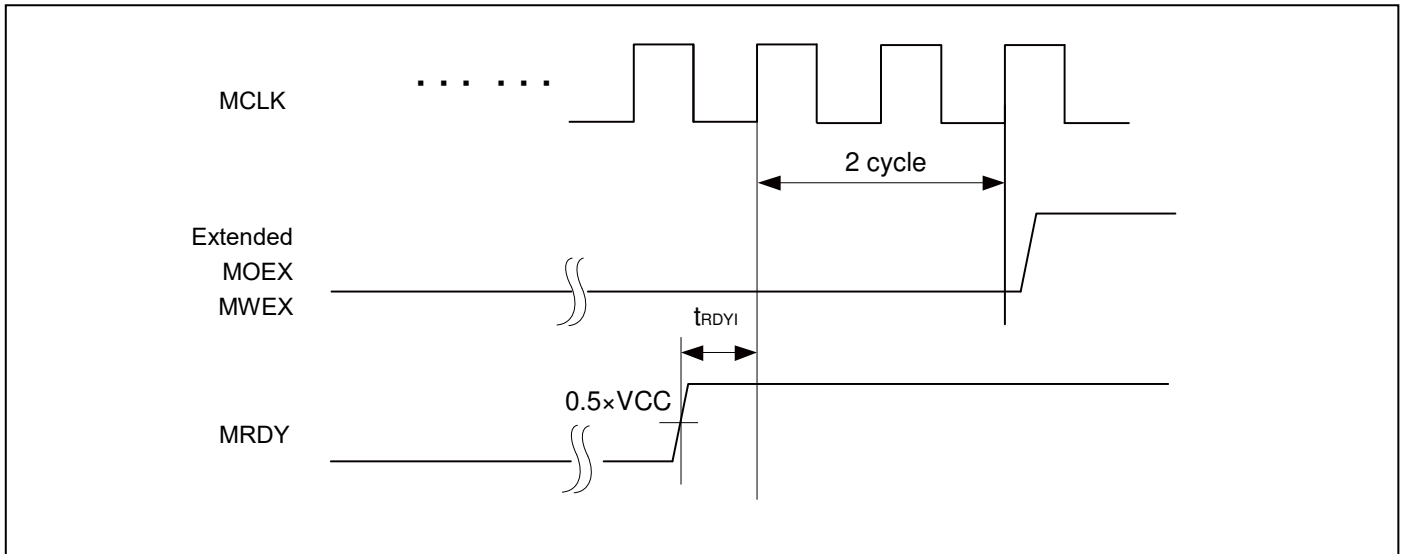 · · · · · ·
MCLK
2 cycle
Extended
MOEX
MWEX
tRDYI
0.5×VCC
MRDY